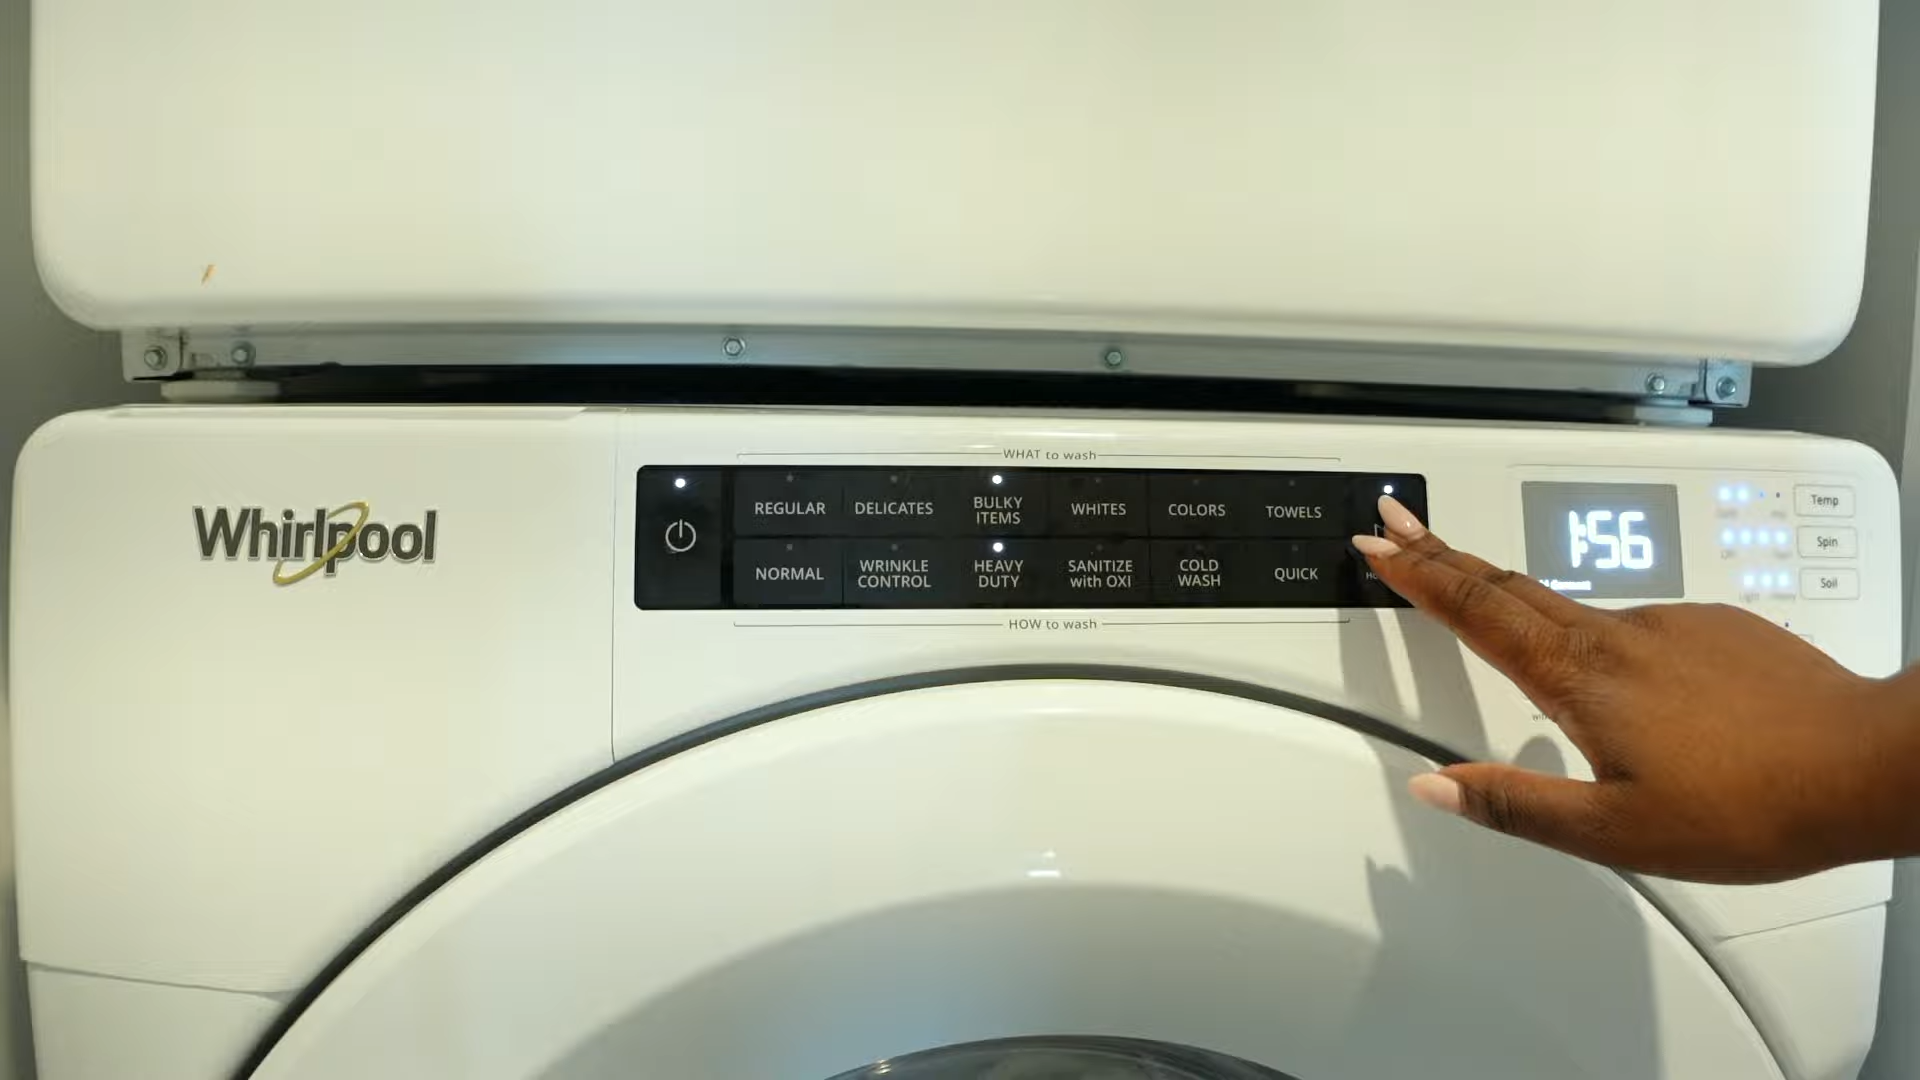 WHAT to wash
Whirlpool
REGULAR
DELICATES
BULKY
ITEMS
WHITES
COLORS
TOWELS
NORMAL
WRINKLE
CONTROL
HEAVY
DUTY
SANITIZE
with OXI
COLD
WASH
QUICK
HOW to wash
1:56
Temp
Spin
Soil
Light